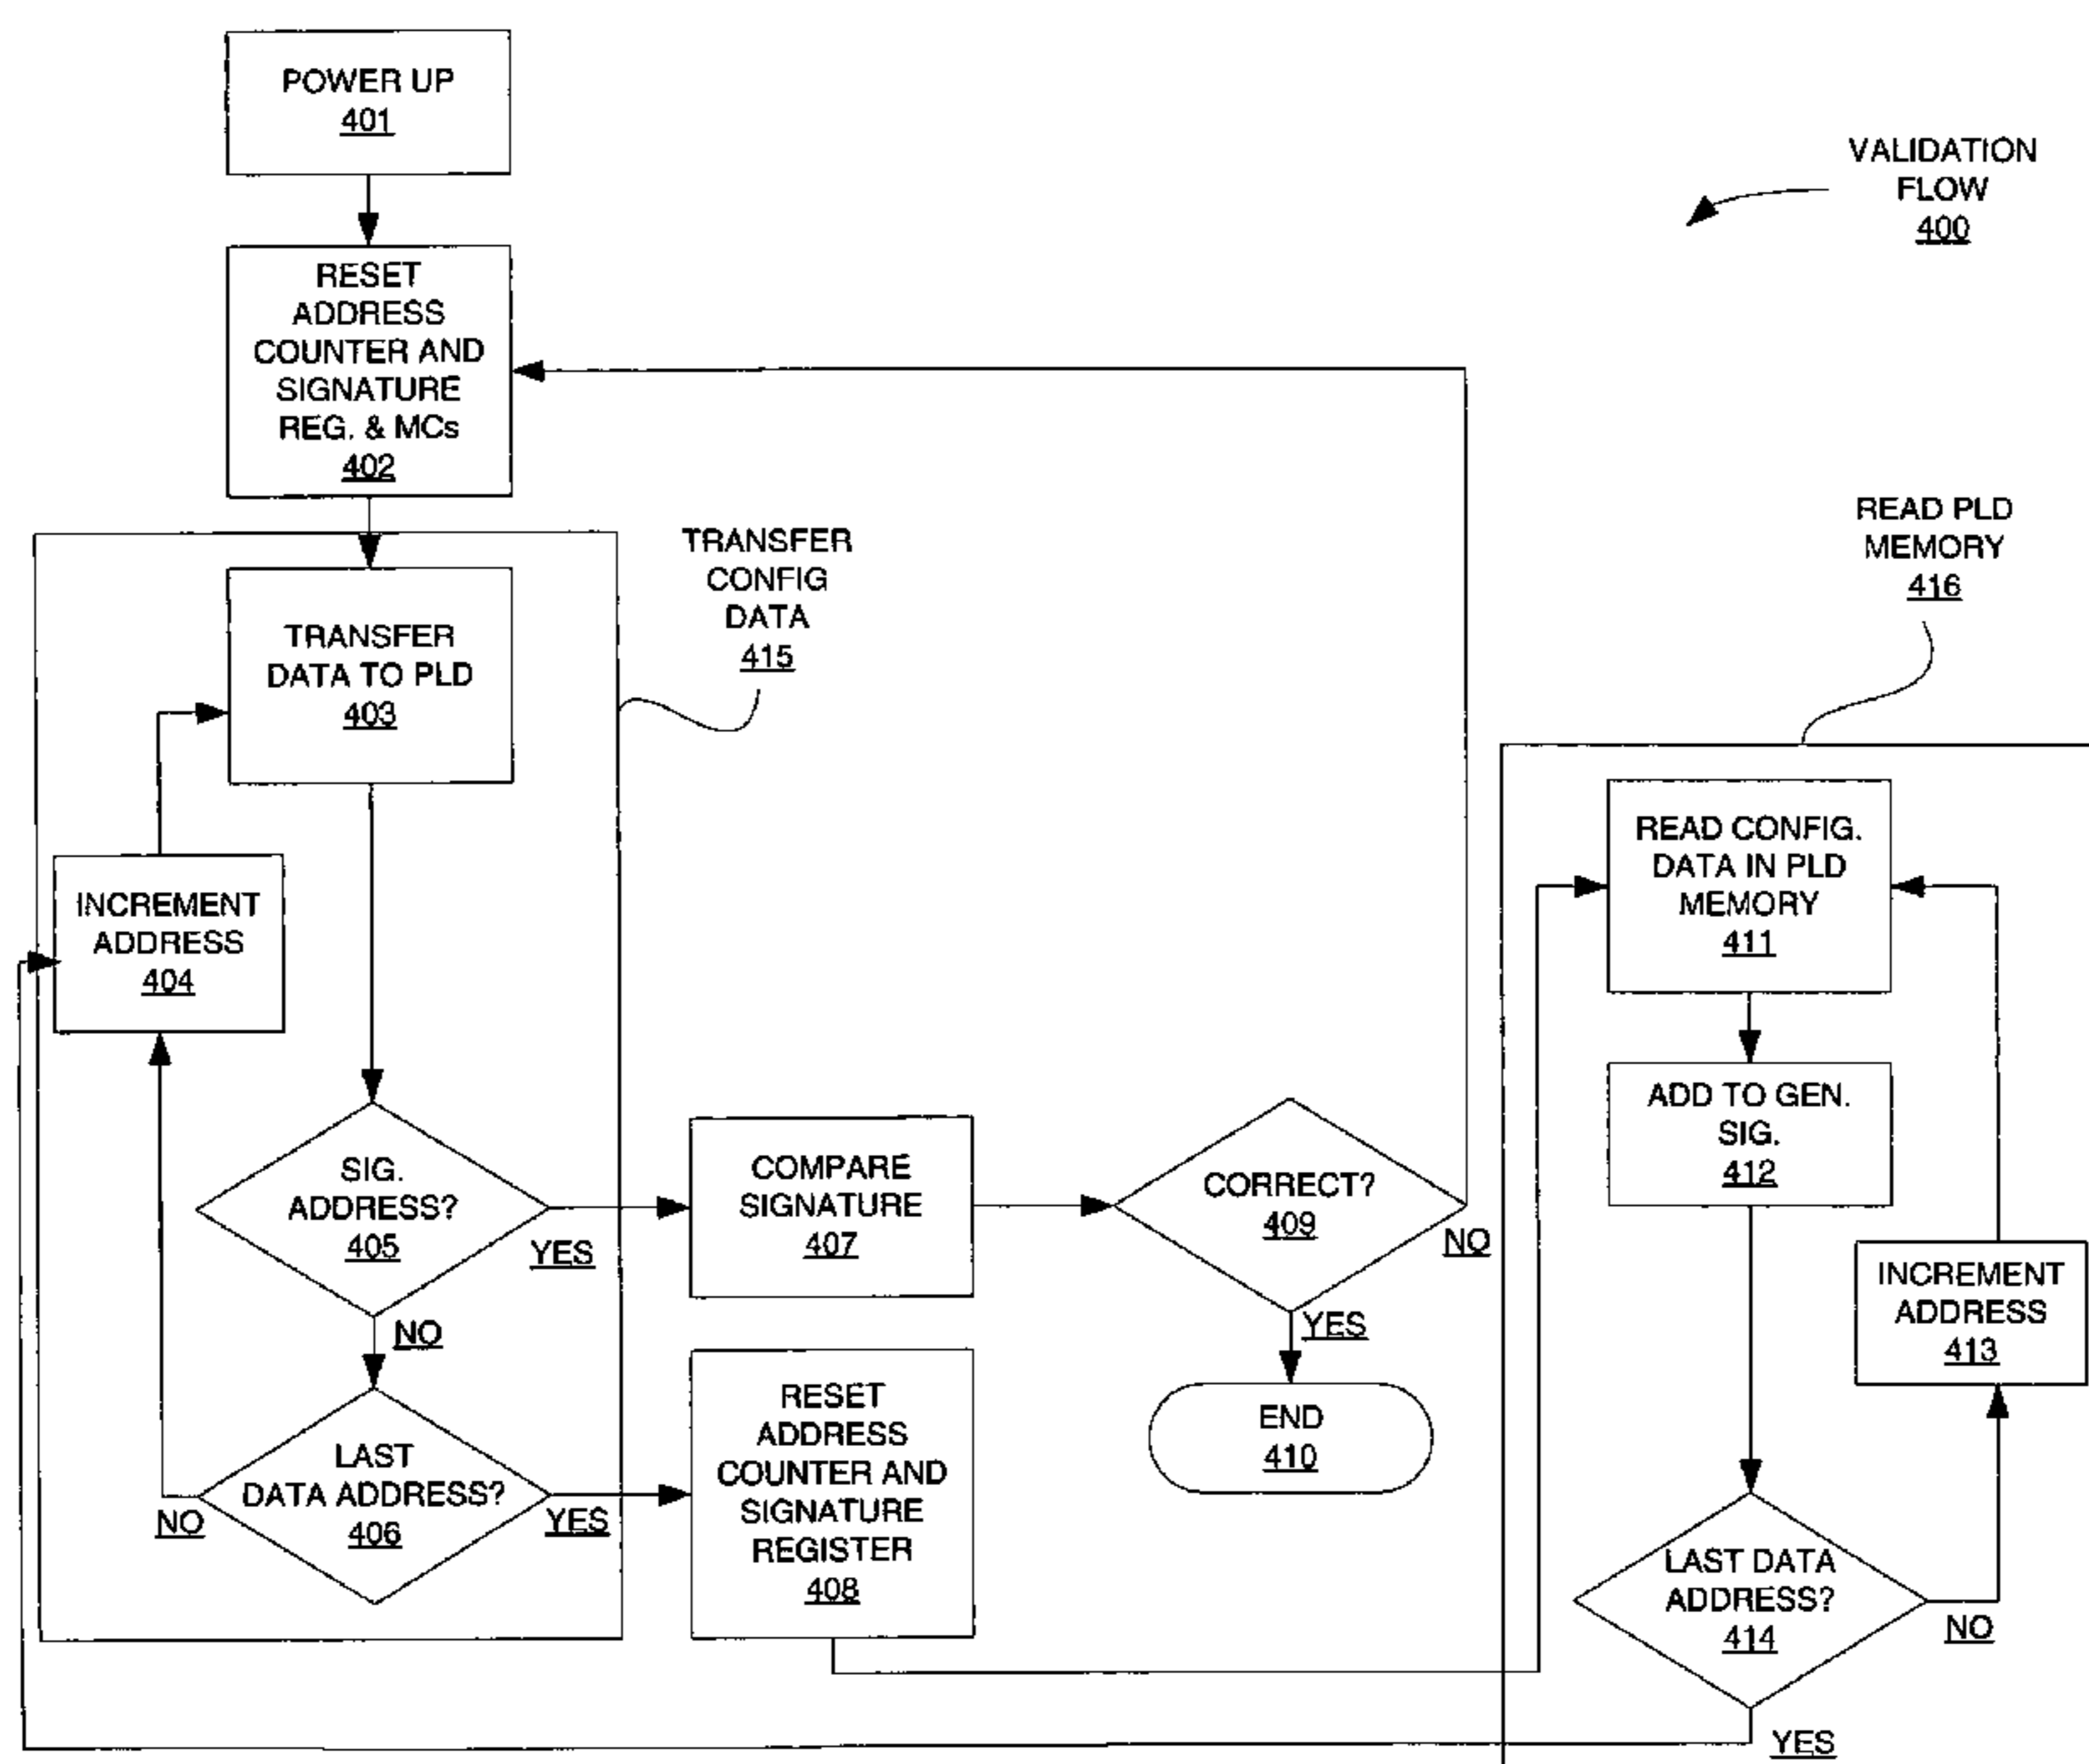 POWER UP
401
VALIDATION
FLOW
400
RESET
ADDRESS
COUNTER AND
SIGNATURE
REG. & MCs
402
TRANSFER
CONFIG
DATA
415
READ PLD
MEMORY
416
TRANSFER
DATA TO PLD
403
INCREMENT
ADDRESS
404
READ CONFIG.
DATA IN PLD
MEMORY
411
ADD TO GEN.
SIG.
412
SIG.
ADDRESS?
405
YES
NO
COMPARE
SIGNATURE
407
CORRECT?
409
NO
YES
INCREMENT
ADDRESS
413
LAST
DATA ADDRESS?
406
NO
YES
RESET
ADDRESS
COUNTER AND
SIGNATURE
REGISTER
408
END
410
LAST DATA
ADDRESS?
414
NO
YES